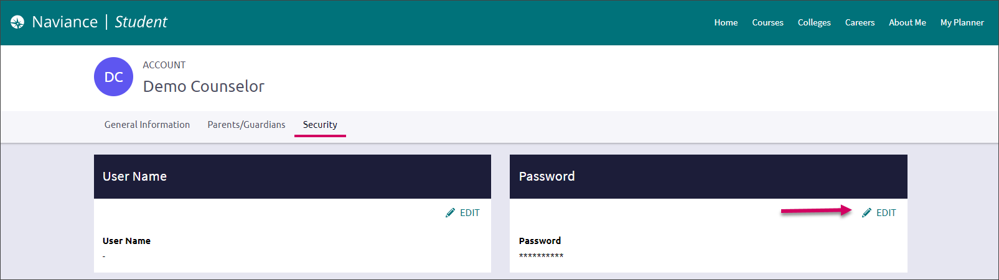 Naviance | Student
Home Courses Colleges Careers About Me My Planner
DC
ACCOUNT
Demo Counselor
General Information Parents/Guardians Security
User Name
EDIT
User Name
-
Password
EDIT
Password
**********